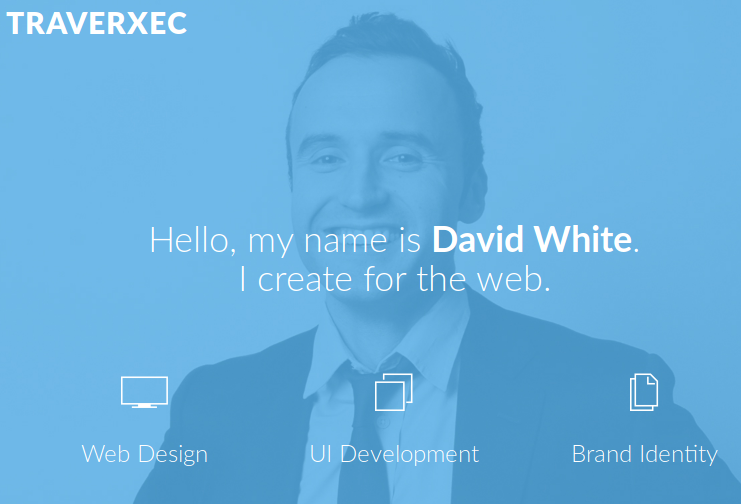 TRAVERXEC
Hello, my name is David White.
I create for the web.
Web Design
UI Development
Brand Identity